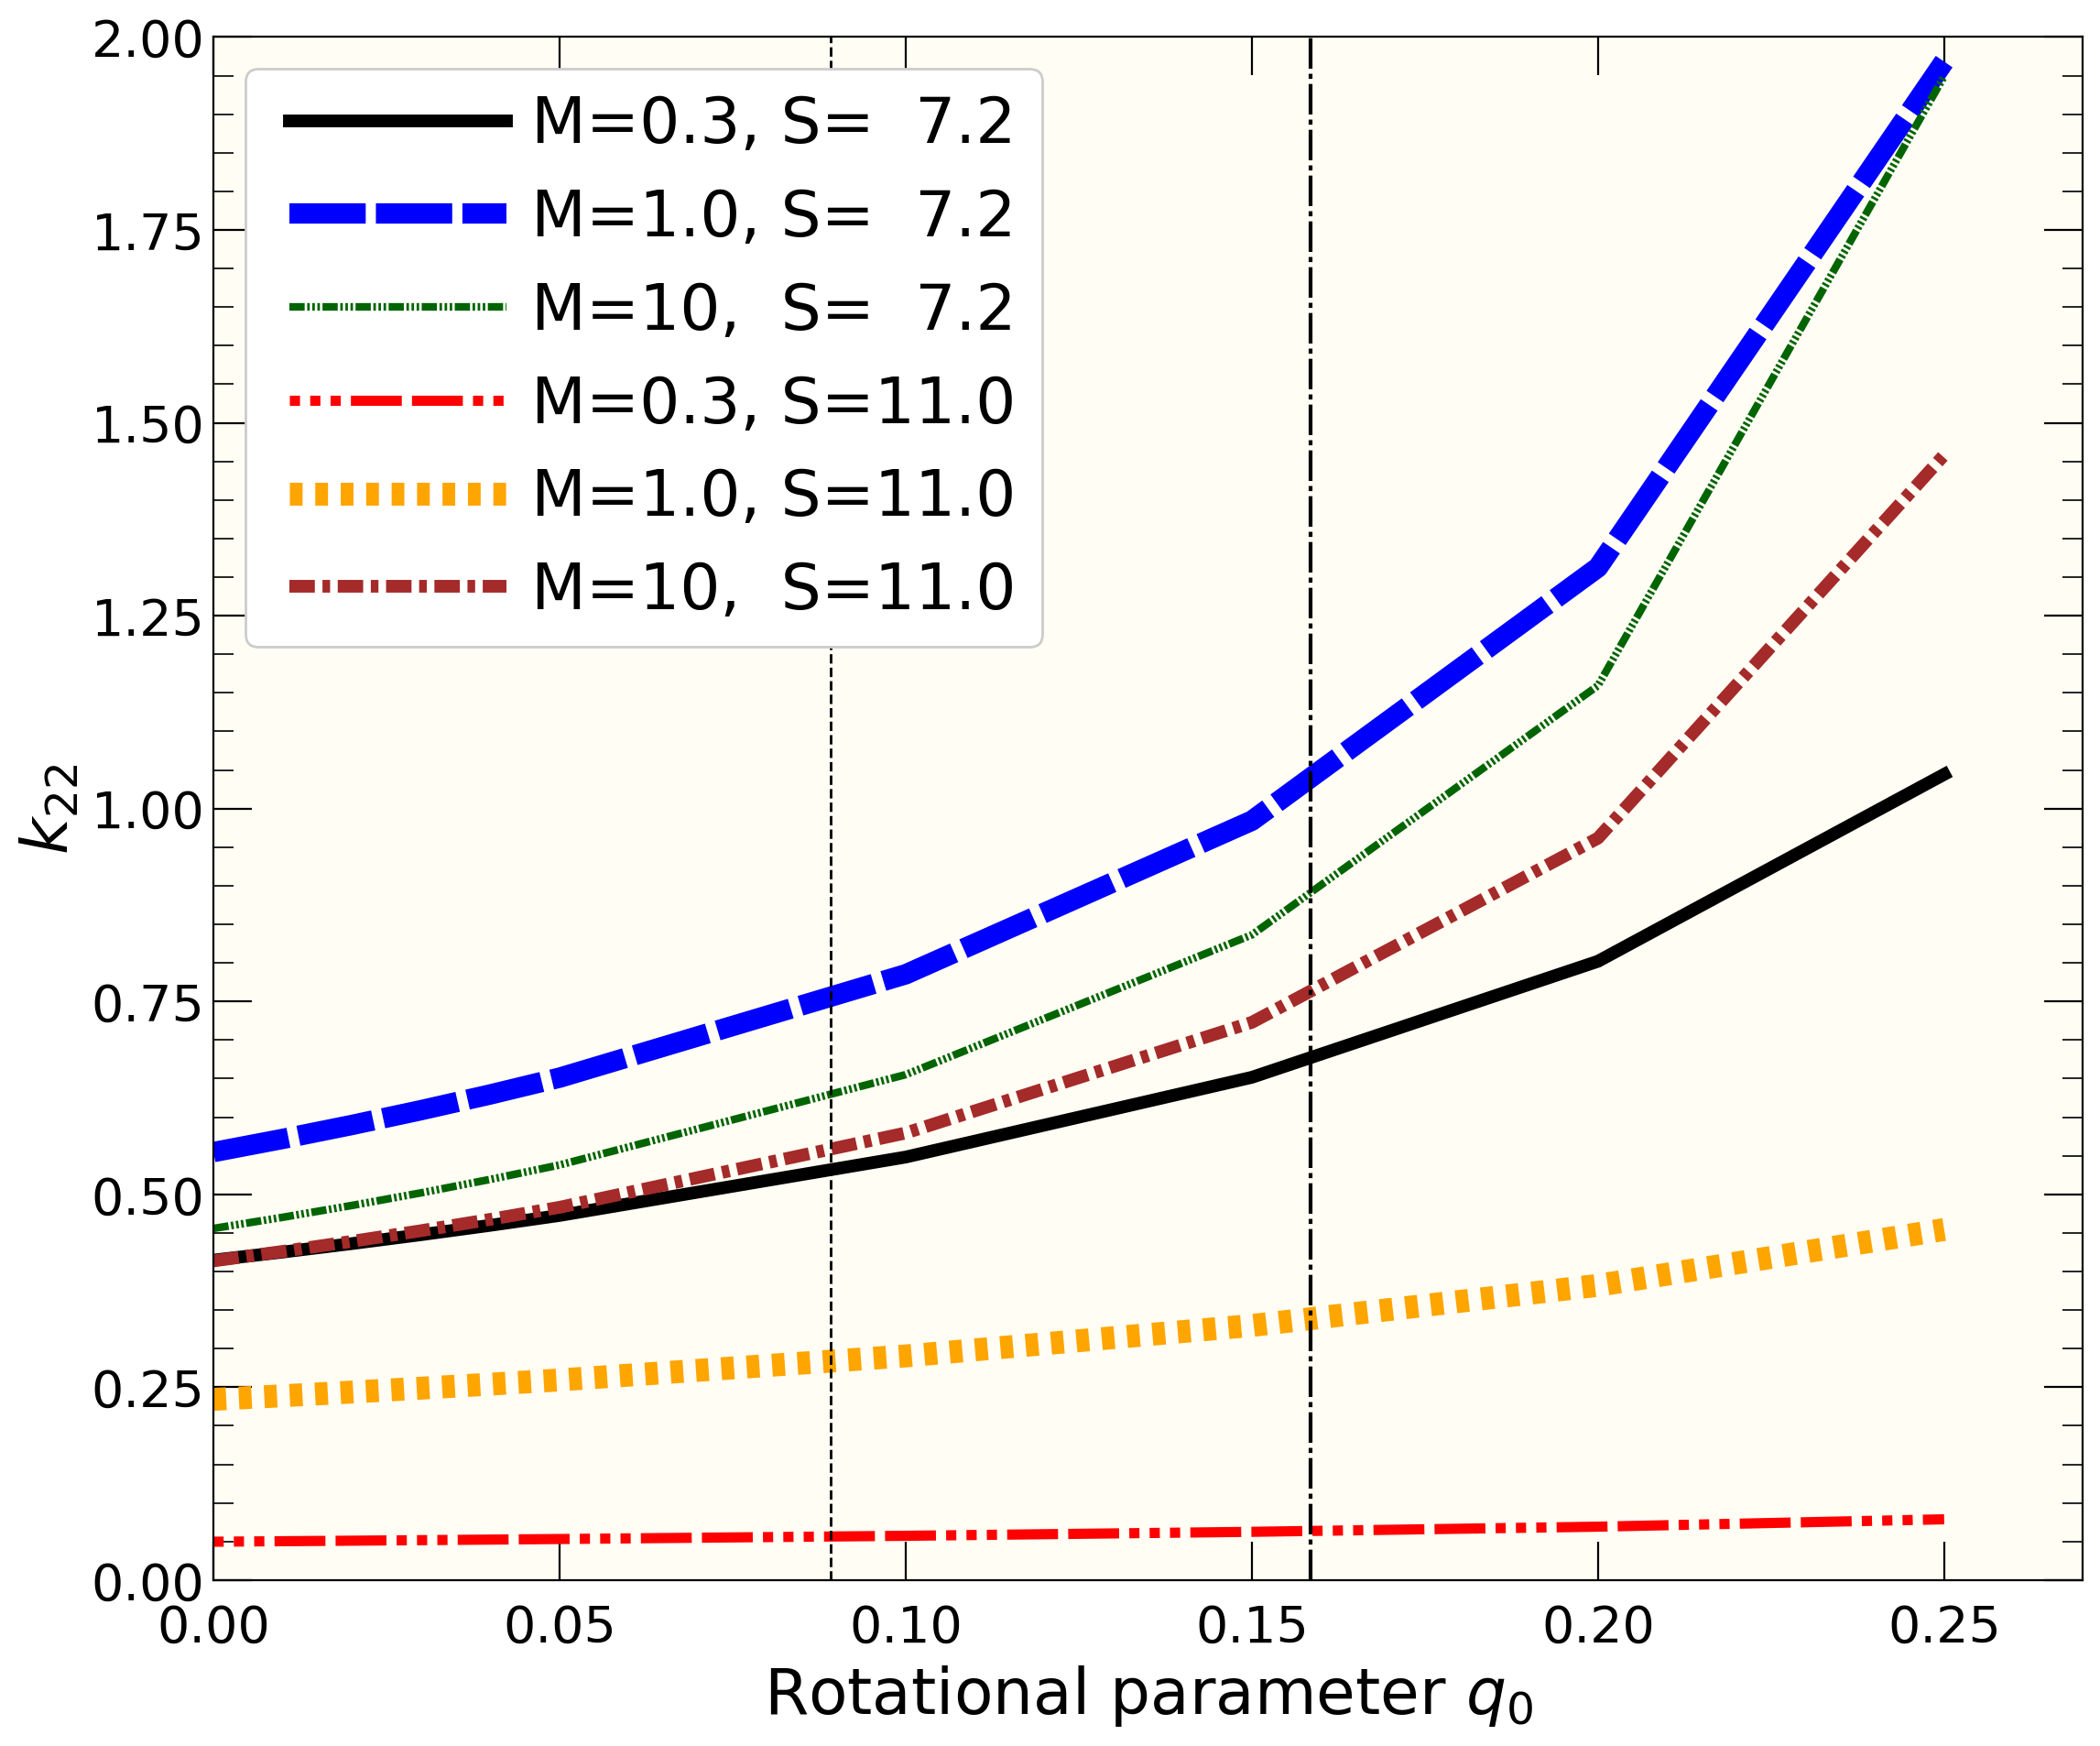 2.00
1.75
1.50
1.25
1.00
0.75
0.50
0.25
0.00
k22
M=0.3, S= 7.2
M=1.0, S= 7.2
M=10, S= 7.2
M=0.3, S=11.0
M=1.0, S=11.0
M=10, S=11.0
0.00 0.05 0.10 0.15 0.20 0.25
Rotational parameter q0